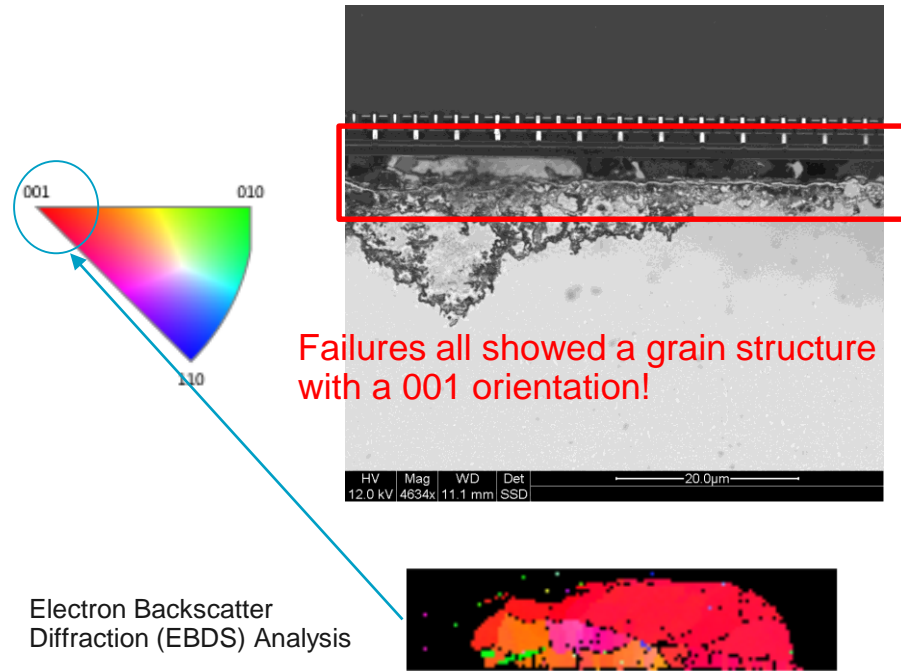 001
010
110
Failures all showed a grain structure
with a 001 orientation!
HV Mag WD Det
12.0 kV 4634x 11.1 mm SSD
20.0µm
Electron Backscatter
Diffraction (EBDS) Analysis